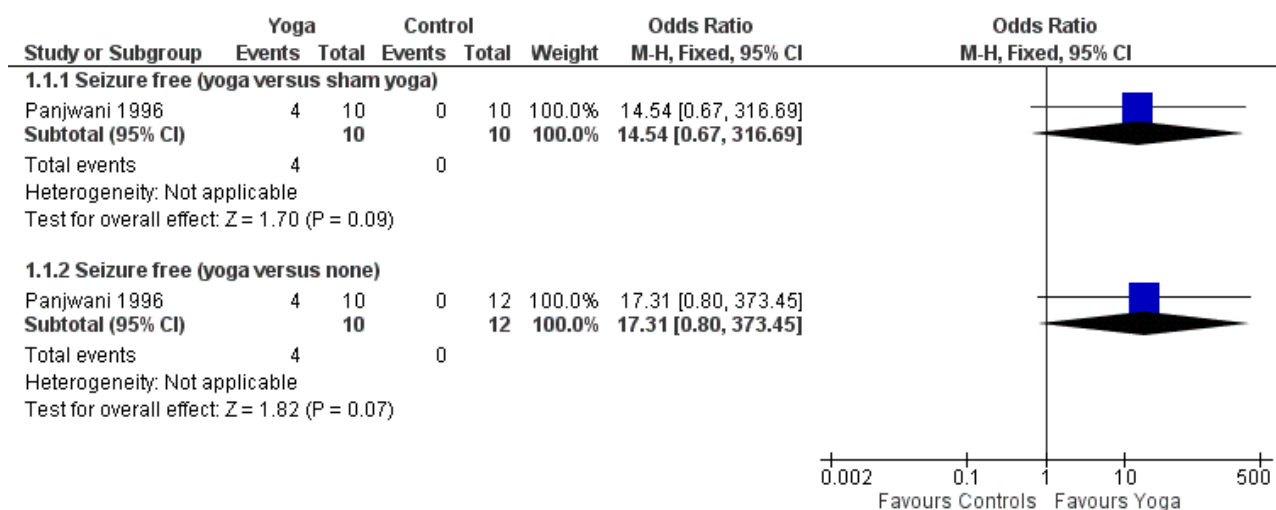 Yoga Control Odds Ratio Odds Ratio
Study or Subgroup Events Total Events Total Weight M-H, Fixed, 95% CI M-H, Fixed, 95% CI
1.1.1 Seizure free (yoga versus sham yoga)
Panjwani 1996 4 10 0 10 100.0% 14.54 [0.67, 316.69]
Subtotal (95% CI) 10 10 100.0% 14.54 [0.67, 316.69]
Total events 4 0
Heterogeneity: Not applicable
Test for overall effect: Z = 1.70 (P = 0.09)
1.1.2 Seizure free (yoga versus none)
Panjwani 1996 4 10 0 12 100.0% 17.31 [0.80, 373.45]
Subtotal (95% CI) 10 12 100.0% 17.31 [0.80, 373.45]
Total events 4 0
Heterogeneity: Not applicable
Test for overall effect: Z = 1.82 (P = 0.07)
0.002 0.1 1 10 500
Favours Controls Favours Yoga